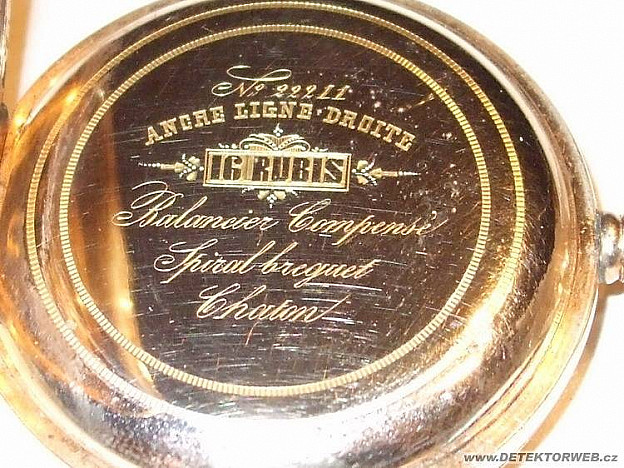 No 22211
ANCRE LIGNE DROITE
16 RUBIS
Balancier Compensé
Spiral breguet
Chaton
www.DETEKTORWEB.cz